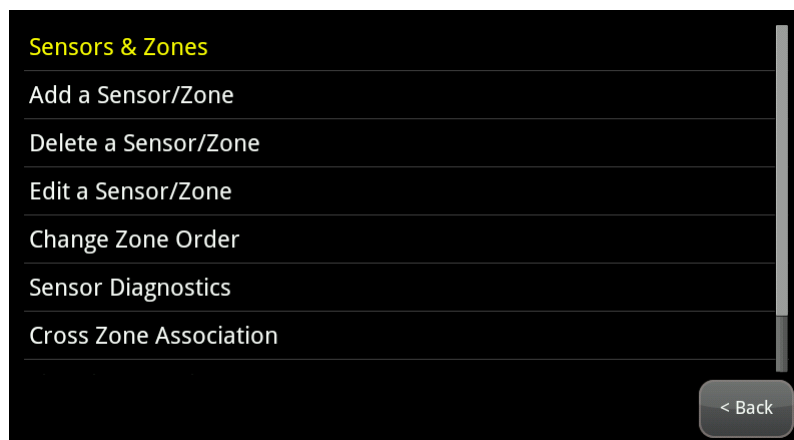 Sensors & Zones
Add a Sensor/Zone
Delete a Sensor/Zone
Edit a Sensor/Zone
Change Zone Order
Sensor Diagnostics
Cross Zone Association
< Back